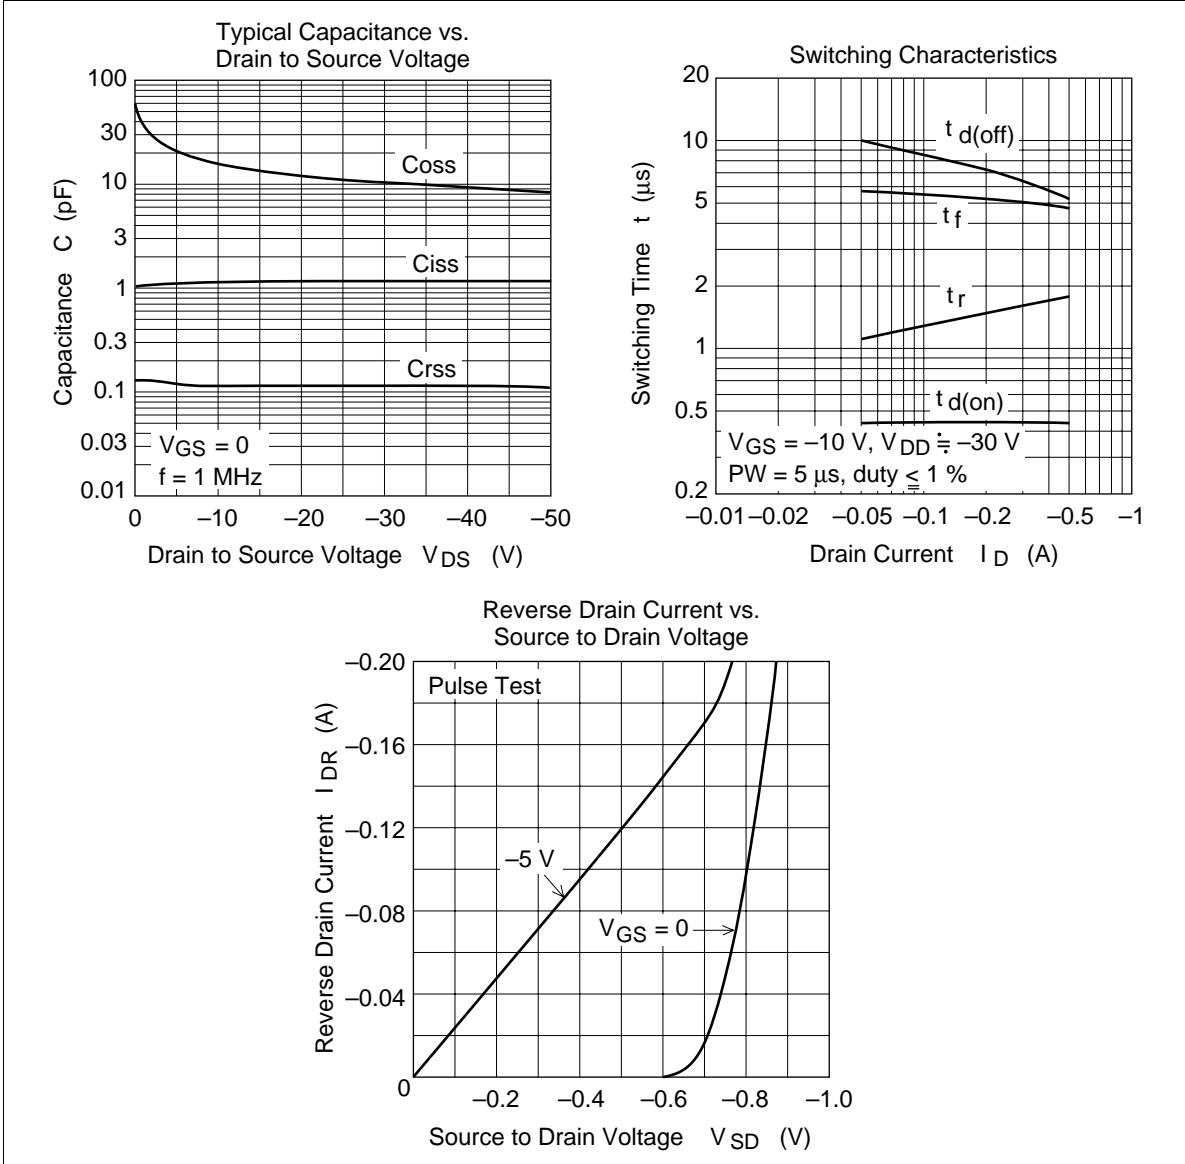 Typical Capacitance vs.
Drain to Source Voltage
100
30
10
3
1
0.3
0.1
0.03
0.01
Capacitance C (pF)
Coss
Ciss
Crss
VGS = 0
f = 1 MHz
0 –10 –20 –30 –40 –50
Drain to Source Voltage VDS (V)
Switching Characteristics
20
10
5
2
1
0.5
0.2
Switching Time t (µs)
t d(off)
t f
t r
t d(on)
VGS = –10 V, VDD ≒ –30 V
PW = 5 µs, duty ≦ 1 %
–0.01 –0.02 –0.05 –0.1 –0.2 –0.5 –1
Drain Current I D (A)
Reverse Drain Current vs.
Source to Drain Voltage
–0.20
–0.16
–0.12
–0.08
–0.04
0
Reverse Drain Current I DR (A)
Pulse Test
–5 V
VGS = 0
–0.2 –0.4 –0.6 –0.8 –1.0
Source to Drain Voltage VSD (V)